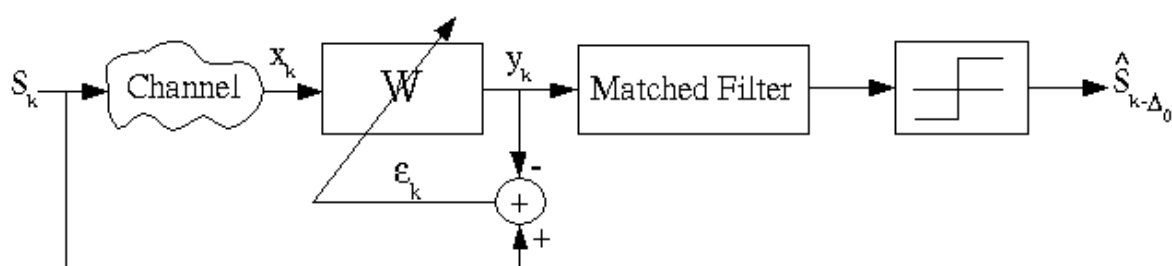 S_k
Channel
x_k
W
y_k
Matched Filter
Ŝ_{k-Δ_0}
ε_k
-
+
+